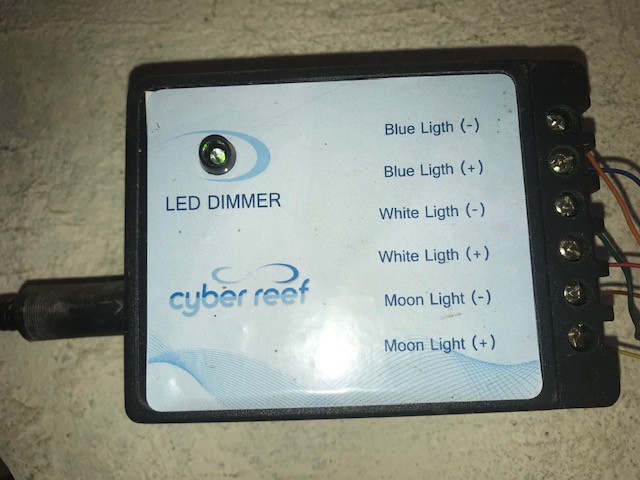 Blue Ligth (-)
Blue Ligth (+)
LED DIMMER
White Ligth (-)
White Ligth (+)
cyber reef
Moon Light (-)
Moon Light (+)